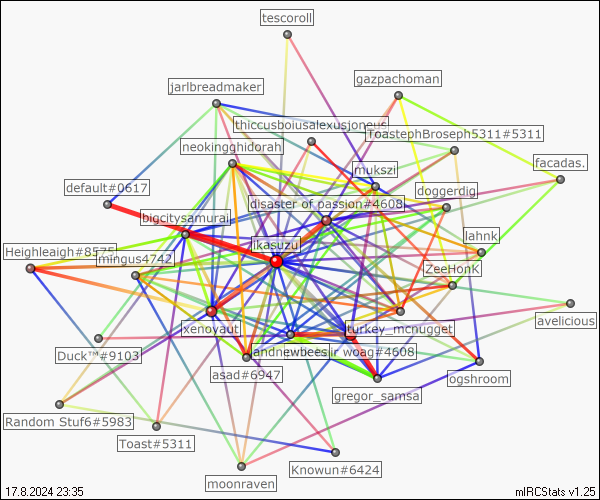 tescoroll
gazpachoman
jarlbreadmaker
thiccusboiusalexusjoneus
ToastephBroseph5311#5311
neokingghidorah
facadas.
mukszi
default#0617
doggerdig
disaster of passion#4608
bigcitysamurai
lahnk
ikasuzu
Heighleaigh#8575
mingus4742
ZeeHonK
avelicious
xenoyaut
turkey_mcnugget
Duck™#9103
andnewbees
sir woag#4608
asad#6947
ogshroom
gregor_samsa
Random Stuf6#5983
Toast#5311
Knowun#6424
moonraven
17.8.2024 23:35
mIRCStats v1.25